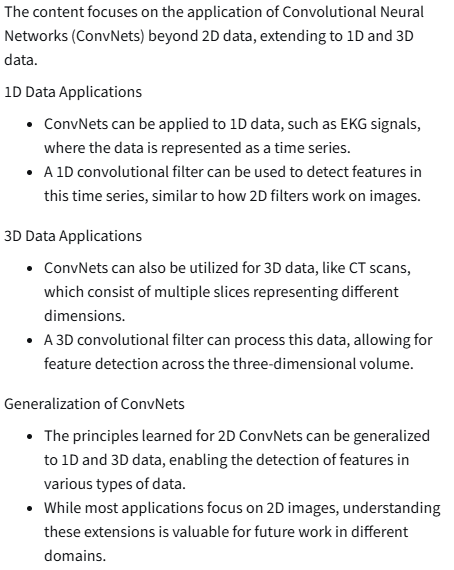 The content focuses on the application of Convolutional Neural
Networks (ConvNets) beyond 2D data, extending to 1D and 3D
data.
1D Data Applications
• ConvNets can be applied to 1D data, such as EKG signals,
where the data is represented as a time series.
• A 1D convolutional filter can be used to detect features in
this time series, similar to how 2D filters work on images.
3D Data Applications
• ConvNets can also be utilized for 3D data, like CT scans,
which consist of multiple slices representing different
dimensions.
• A 3D convolutional filter can process this data, allowing for
feature detection across the three-dimensional volume.
Generalization of ConvNets
• The principles learned for 2D ConvNets can be generalized
to 1D and 3D data, enabling the detection of features in
various types of data.
• While most applications focus on 2D images, understanding
these extensions is valuable for future work in different
domains.